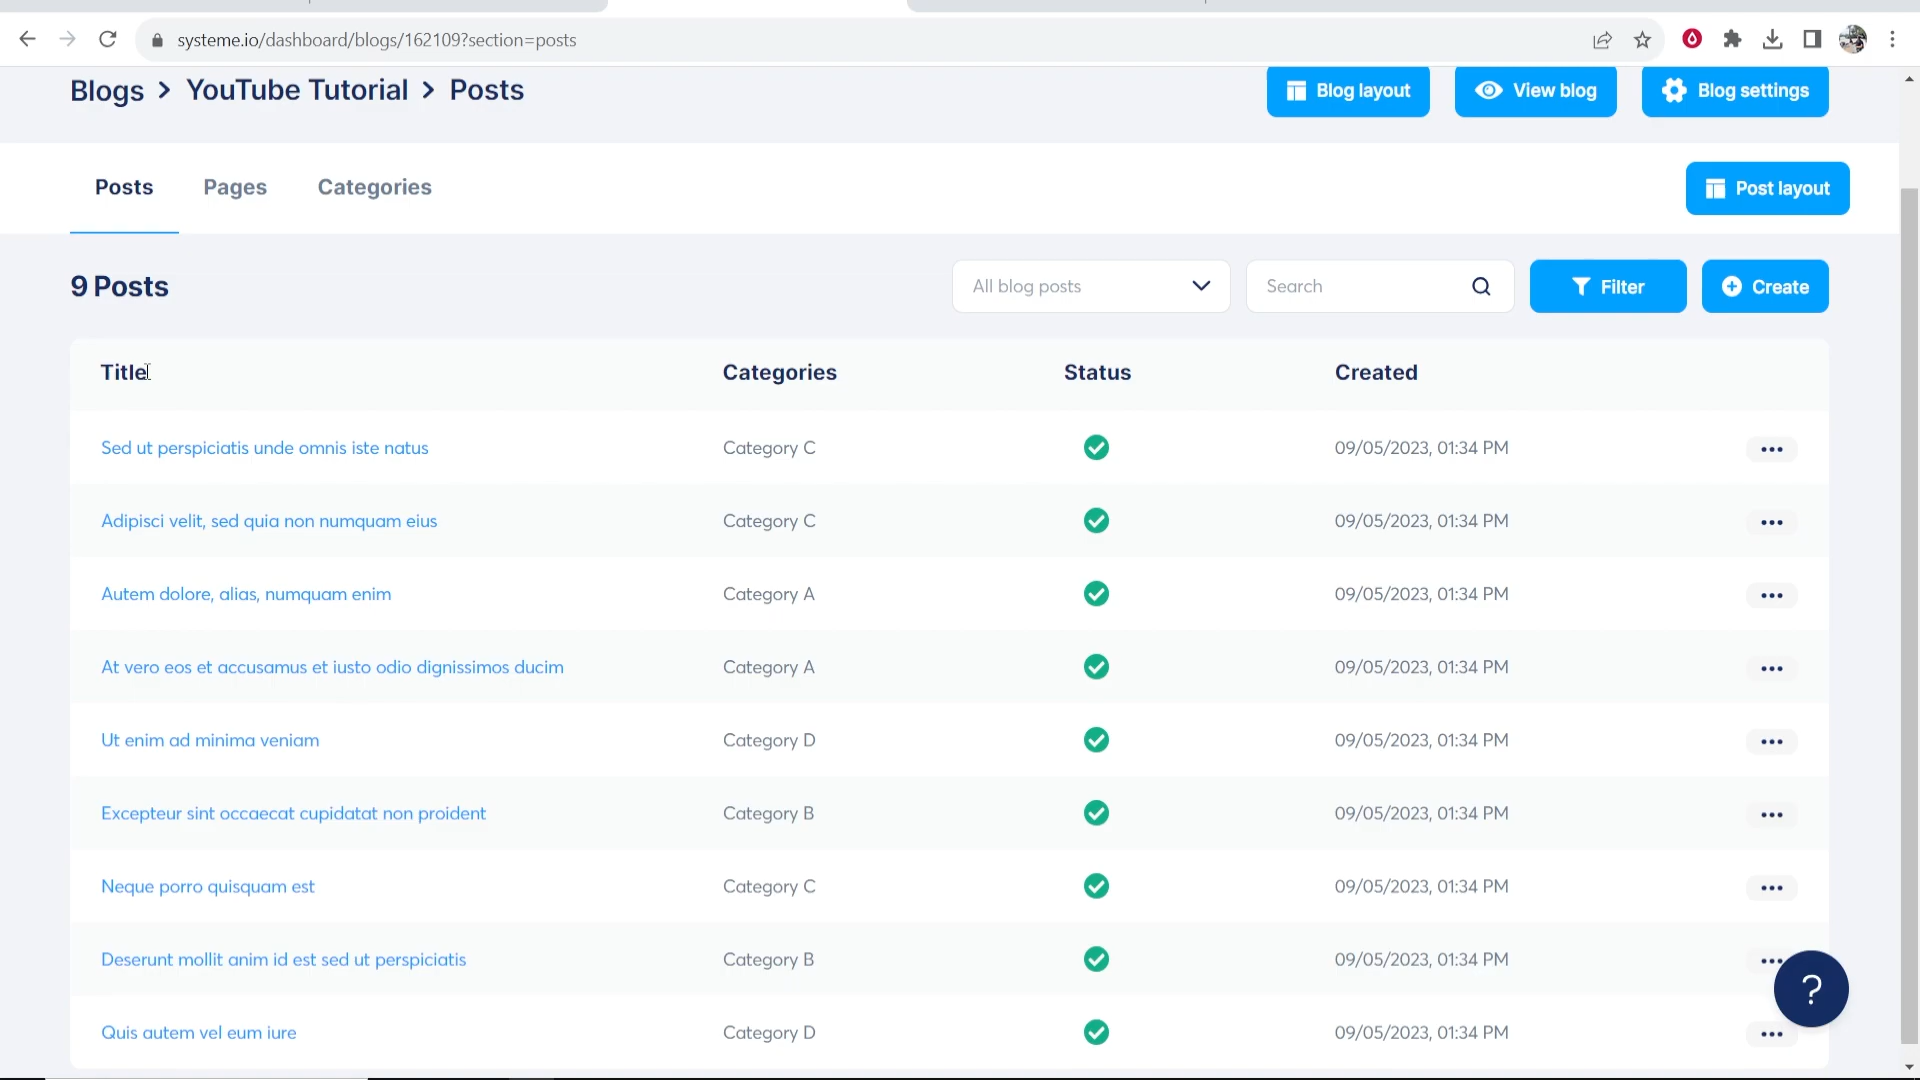 systeme.io/dashboard/blogs/162109?section=posts
Blogs > YouTube Tutorial > Posts
Blog layout
View blog
Blog settings
Posts
Pages
Categories
Post layout
9 Posts
All blog posts
Search
Filter
Create
Title
Categories
Status
Created
Sed ut perspiciatis unde omnis iste natus
Category C
09/05/2023, 01:34 PM
Adipisci velit, sed quia non numquam eius
Category C
09/05/2023, 01:34 PM
Autem dolore, alias, numquam enim
Category A
09/05/2023, 01:34 PM
At vero eos et accusamus et iusto odio dignissimos ducim
Category A
09/05/2023, 01:34 PM
Ut enim ad minima veniam
Category D
09/05/2023, 01:34 PM
Excepteur sint occaecat cupidatat non proident
Category B
09/05/2023, 01:34 PM
Neque porro quisquam est
Category C
09/05/2023, 01:34 PM
Deserunt mollit anim id est sed ut perspiciatis
Category B
09/05/2023, 01:34 PM
?
Quis autem vel eum iure
Category D
09/05/2023, 01:34 PM